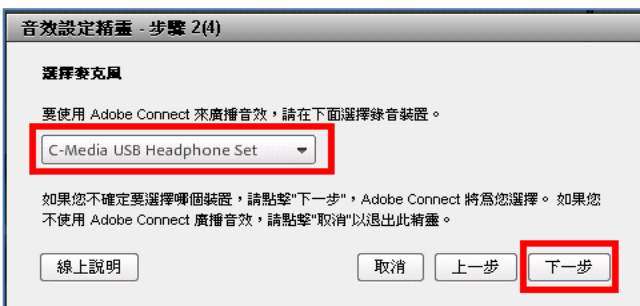 音效設定精靈 - 步驟 2(4)
選擇麥克風
要使用 Adobe Connect 來廣播音效，請在下面選擇錄音裝置。
C-Media USB Headphone Set
如果您不確定要選擇哪個裝置，請點擊"下一步"，Adobe Connect 將為您選擇。 如果您
不使用 Adobe Connect 廣播音效，請點擊"取消"以退出此精靈。
線上說明 取消 上一步 下一步